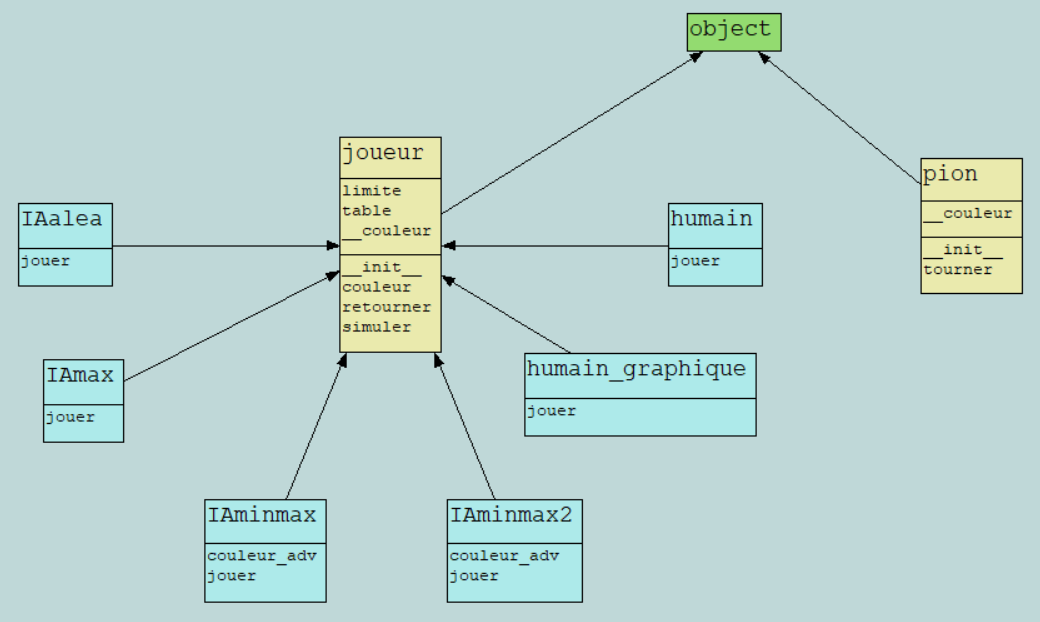 object
joueur
limite
table
__couleur
__init__
couleur
retourner
simuler
pion
__couleur
__init__
tourner
IAalea
jouer
humain
jouer
IAmax
jouer
humain_graphique
jouer
IAminmax
couleur_adv
jouer
IAminmax2
couleur_adv
jouer